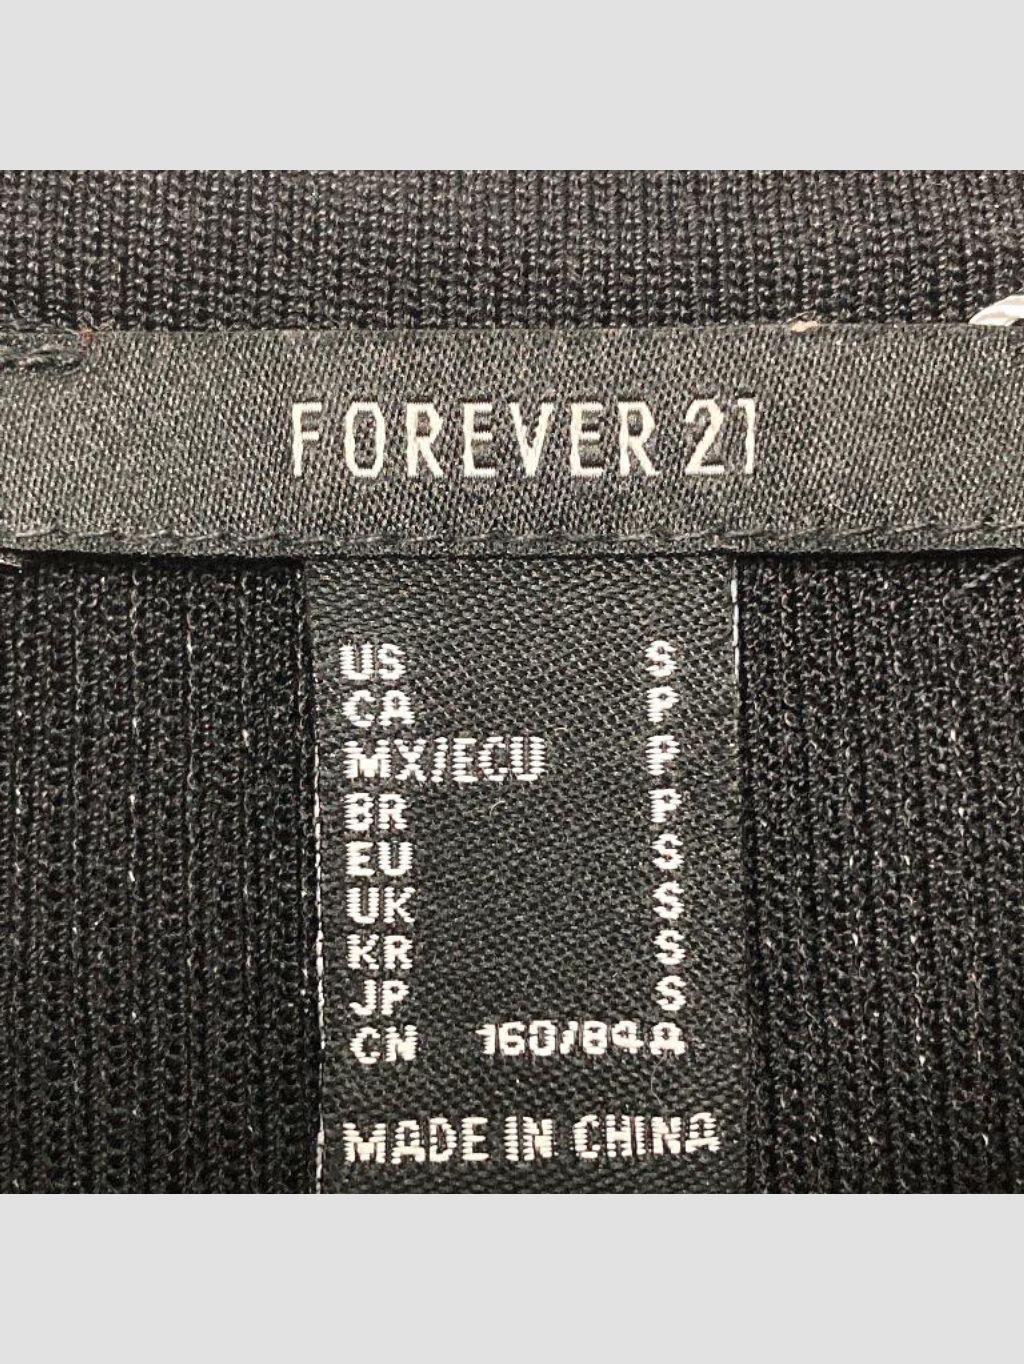 FOREVER 21
US S
CA P
MX/ECU P
BR P
EU S
UK S
KR S
JP S
CN 160/84A
MADE IN CHINA